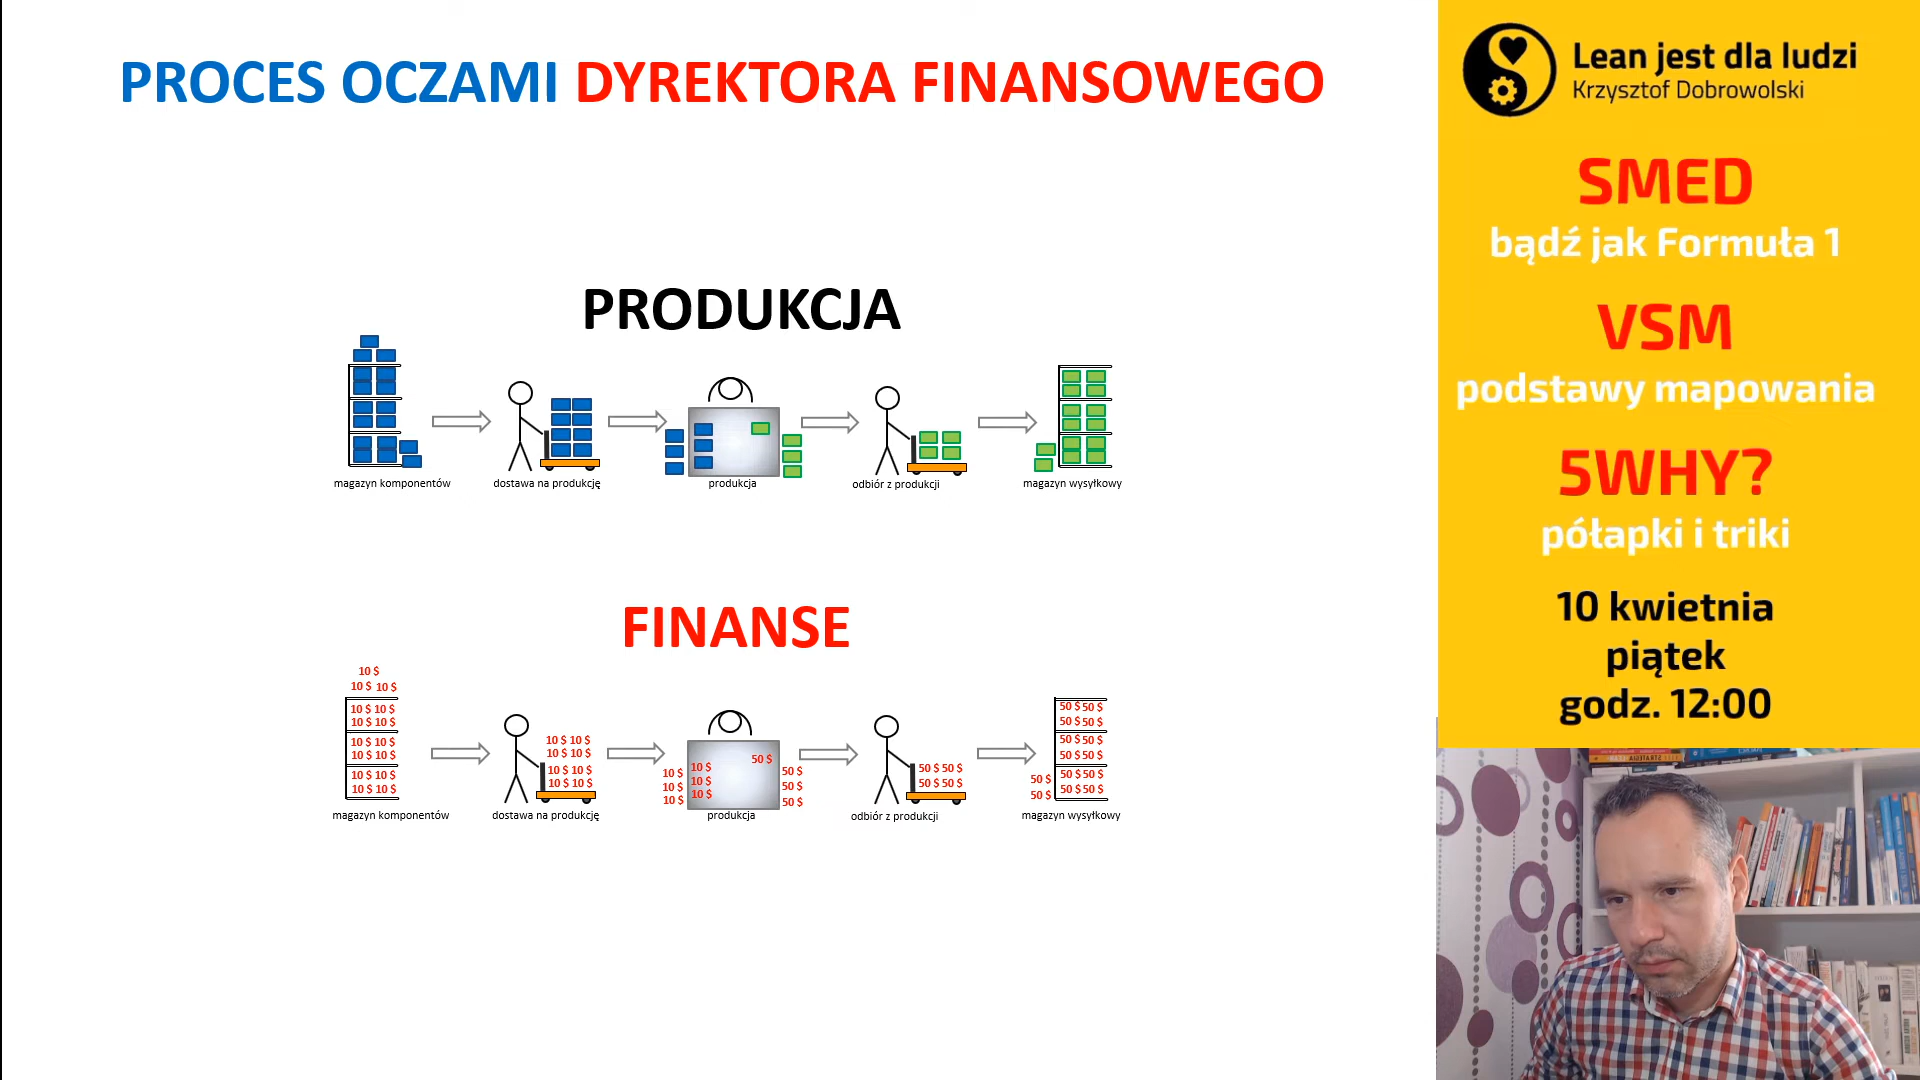 PROCES OCZAMI DYREKTORA FINANSOWEGO
PRODUKCJA
magazyn komponentów
dostawa na produkcję
produkcja
odbiór z produkcji
magazyn wysyłkowy
FINANSE
10 $
10 $ 10 $
10 $ 10 $
10 $ 10 $
10 $ 10 $
10 $ 10 $
10 $ 10 $
10 $ 10 $
10 $ 10 $
10 $ 10 $
10 $ 10 $
10 $ 10 $
10 $
10 $
10 $
10 $
10 $
10 $
50 $
50 $
50 $
50 $
50 $ 50 $
50 $ 50 $
50 $
50 $
50 $ 50 $
50 $ 50 $
50 $ 50 $
50 $ 50 $
50 $ 50 $
50 $ 50 $
magazyn komponentów
dostawa na produkcję
produkcja
odbiór z produkcji
magazyn wysyłkowy
Lean jest dla ludzi
Krzysztof Dobrowolski
SMED
bądź jak Formuła 1
VSM
podstawy mapowania
5WHY?
półapki i triki
10 kwietnia
piątek
godz. 12:00